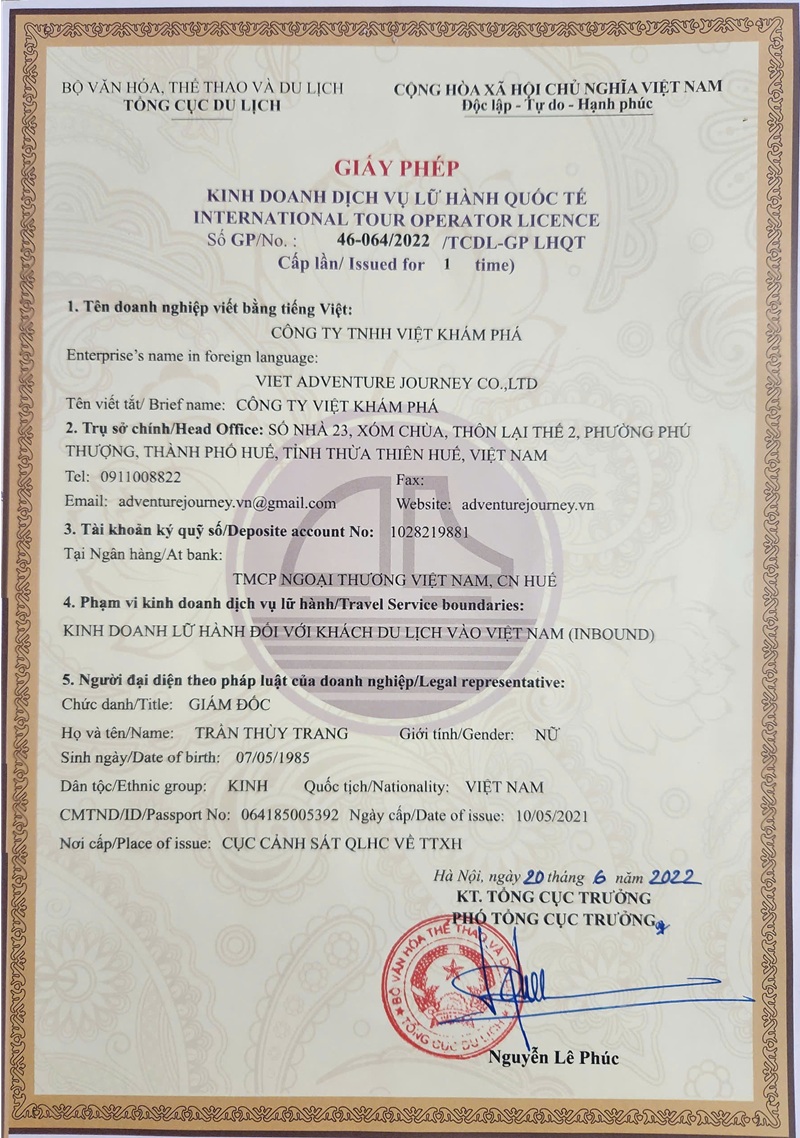 BỘ VĂN HÓA, THỂ THAO VÀ DU LỊCH
TỔNG CỤC DU LỊCH
CỘNG HÒA XÃ HỘI CHỦ NGHĨA VIỆT NAM
Độc lập - Tự do - Hạnh phúc
GIẤY PHÉP
KINH DOANH DỊCH VỤ LỮ HÀNH QUỐC TẾ
INTERNATIONAL TOUR OPERATOR LICENCE
Số GP/No. : 46-064/2022 /TCDL-GP LHQT
Cấp lần/ Issued for 1 time)
1. Tên doanh nghiệp viết bằng tiếng Việt:
CÔNG TY TNHH VIỆT KHÁM PHÁ
Enterprise's name in foreign language:
VIET ADVENTURE JOURNEY CO.,LTD
Tên viết tắt/ Brief name: CÔNG TY VIỆT KHÁM PHÁ
2. Trụ sở chính/Head Office: SỐ NHÀ 23, XÓM CHÙA, THÔN LẠI THẾ 2, PHƯỜNG PHÚ
THƯỢNG, THÀNH PHỐ HUẾ, TỈNH THỪA THIÊN HUẾ, VIỆT NAM
Tel: 0911008822 Fax:
Email: adventurejourney.vn@gmail.com Website: adventurejourney.vn
3. Tài khoản ký quỹ số/Deposite account No: 1028219881
Tại Ngân hàng/At bank:
TMCP NGOẠI THƯƠNG VIỆT NAM, CN HUẾ
4. Phạm vi kinh doanh dịch vụ lữ hành/Travel Service boundaries:
KINH DOANH LỮ HÀNH ĐỐI VỚI KHÁCH DU LỊCH VÀO VIỆT NAM (INBOUND)
5. Người đại diện theo pháp luật của doanh nghiệp/Legal representative:
Chức danh/Title: GIÁM ĐỐC
Họ và tên/Name: TRẦN THÙY TRANG Giới tính/Gender: NỮ
Sinh ngày/Date of birth: 07/05/1985
Dân tộc/Ethnic group: KINH Quốc tịch/Nationality: VIỆT NAM
CMTND/ID/Passport No: 064185005392 Ngày cấp/Date of issue: 10/05/2021
Nơi cấp/Place of issue: CỤC CẢNH SÁT QLHC VỀ TTXH
Hà Nội, ngày 20 tháng 6 năm 2022
KT. TỔNG CỤC TRƯỞNG
PHÓ TỔNG CỤC TRƯỞNG
BỘ VĂN HÓA THỂ THAO VÀ D
TỔNG CỤC DU LỊCH
Nguyễn Lê Phúc